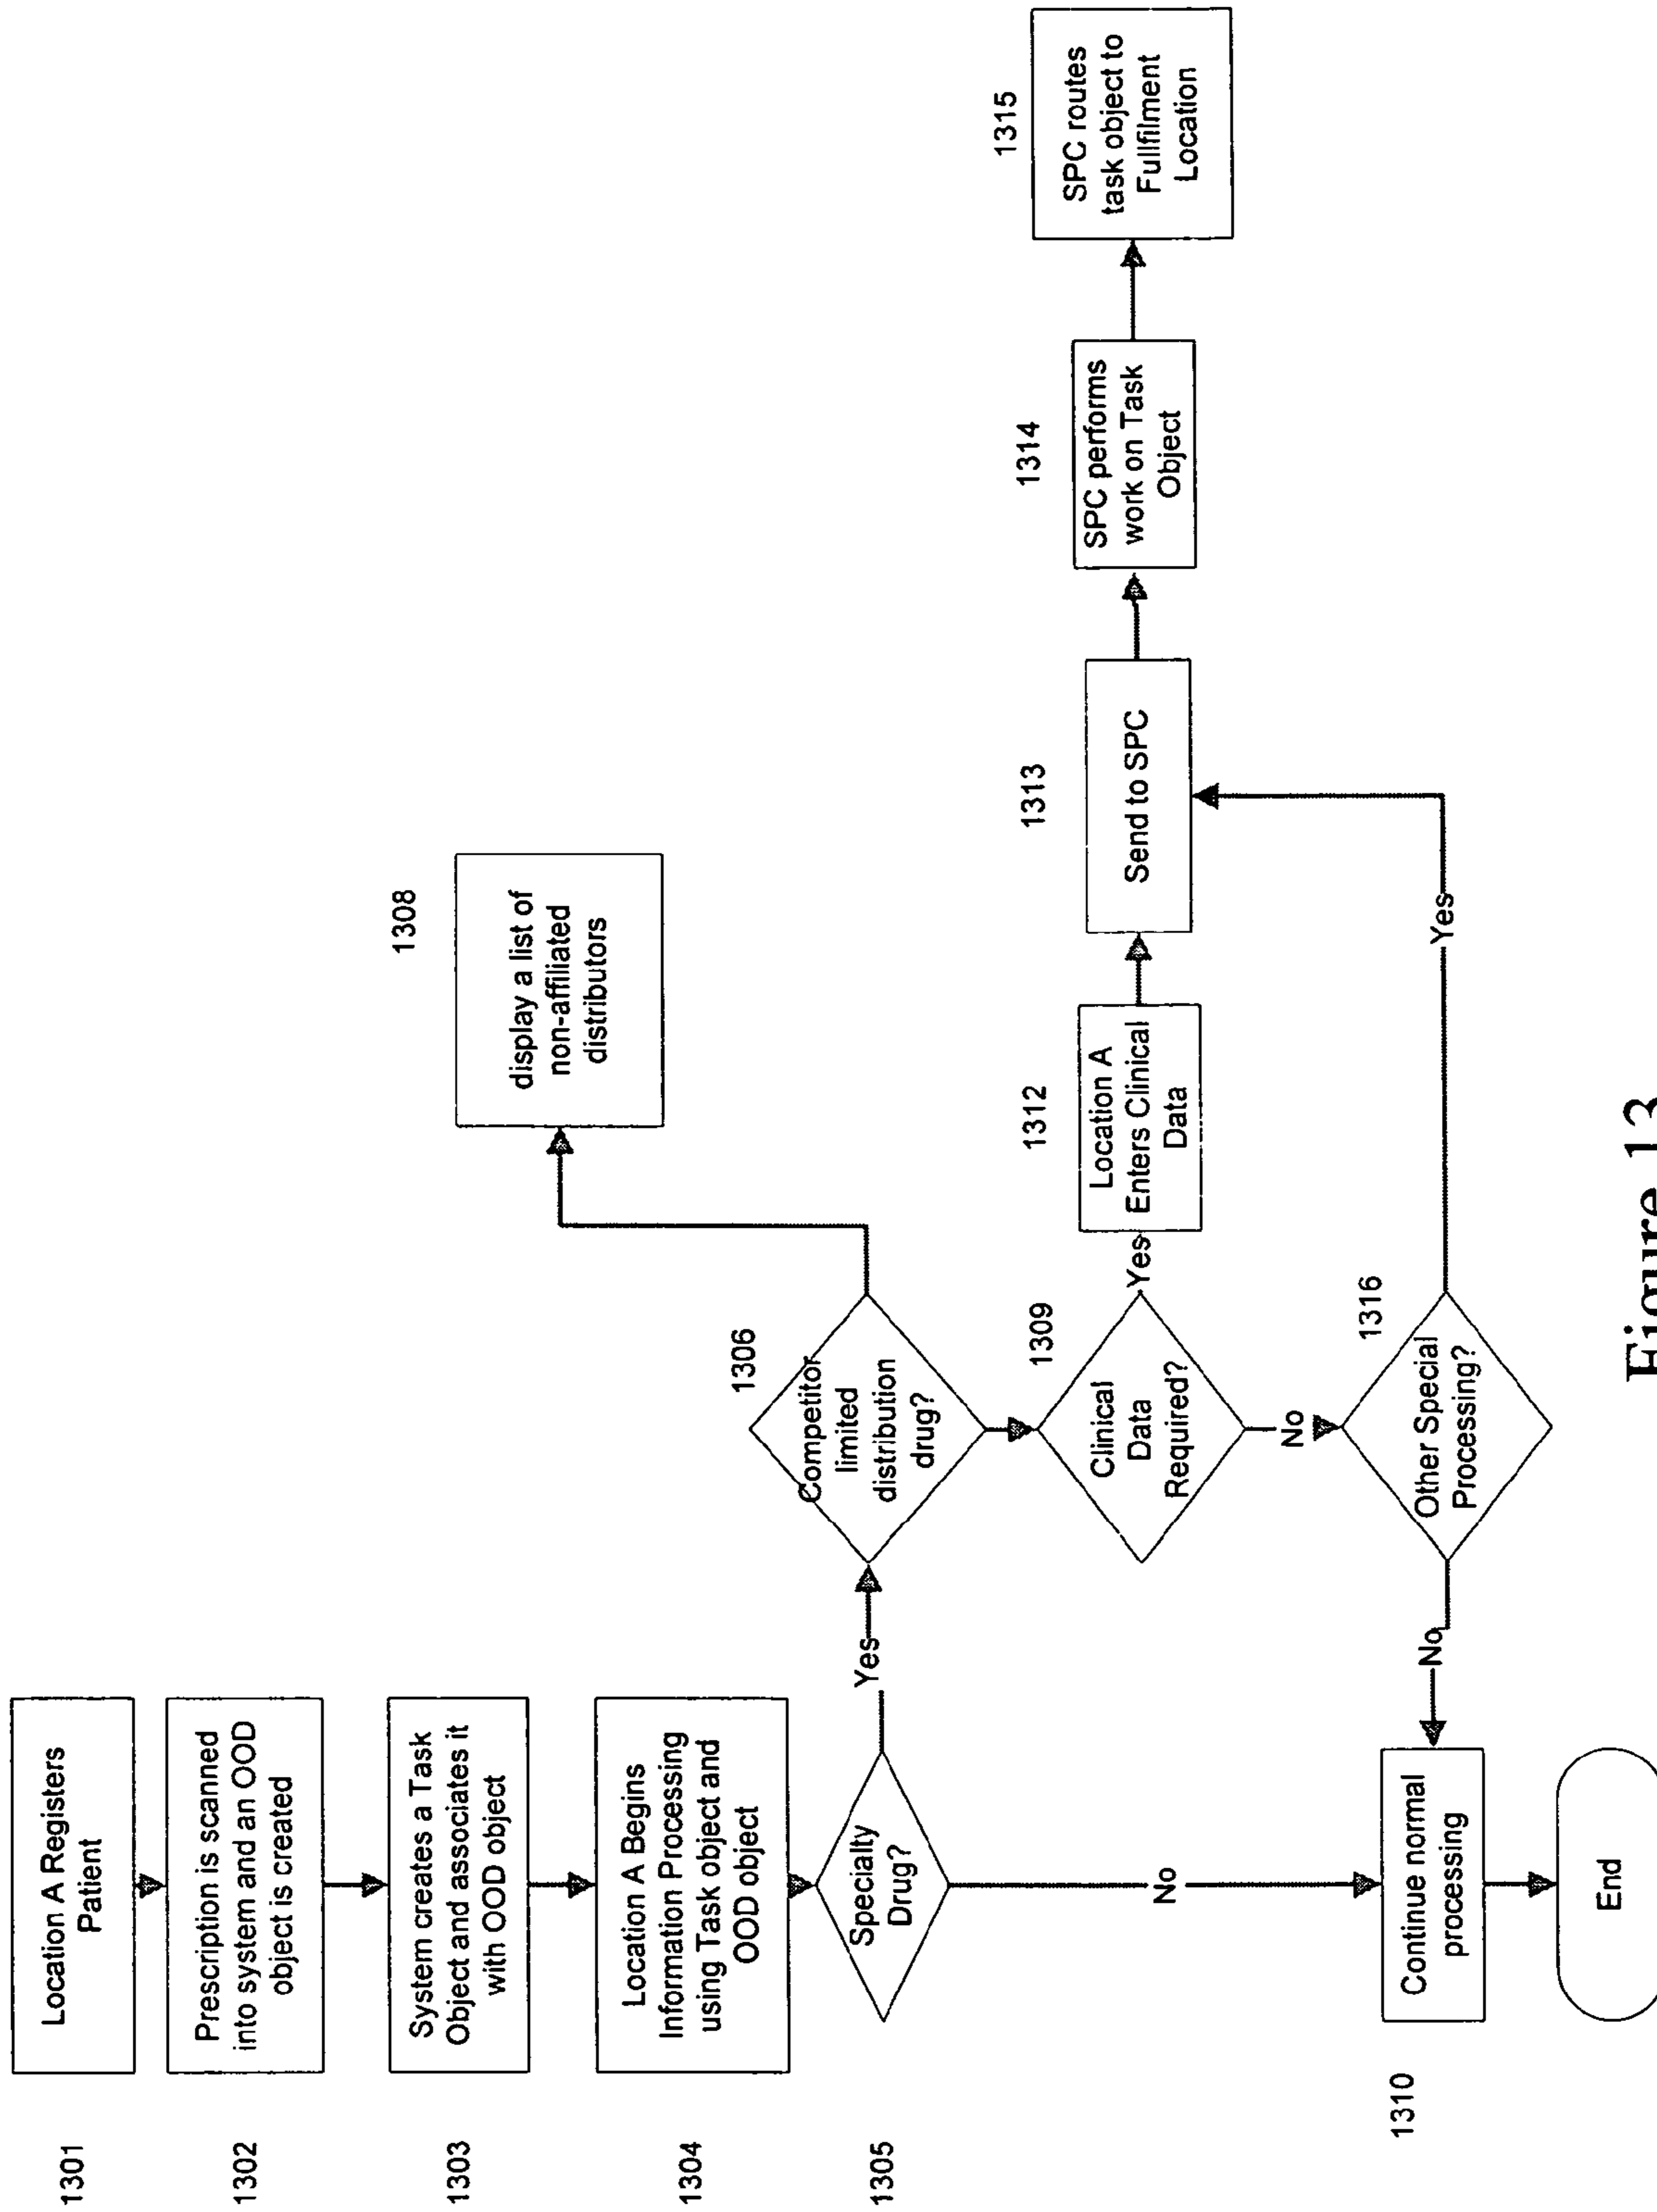 1301
Location A Registers
Patient
1302
Prescription is scanned
into system and an OOD
object is created
1303
System creates a Task
Object and associates it
with OOD object
1304
Location A Begins
Information Processing
using Task object and
OOD object
1305
Specialty
Drug?
Yes
No
1306
Competitor
limited
distribution
drug?
1308
display a list of
non-affiliated
distributors
1309
Clinical
Data
Required?
Yes
No
1312
Location A
Enters Clinical
Data
1313
Send to SPC
1314
SPC performs
work on Task
Object
1315
SPC routes
task object to
Fullfilment
Location
1316
Other Special
Processing?
Yes
No
1310
Continue normal
processing
End
Figure 13